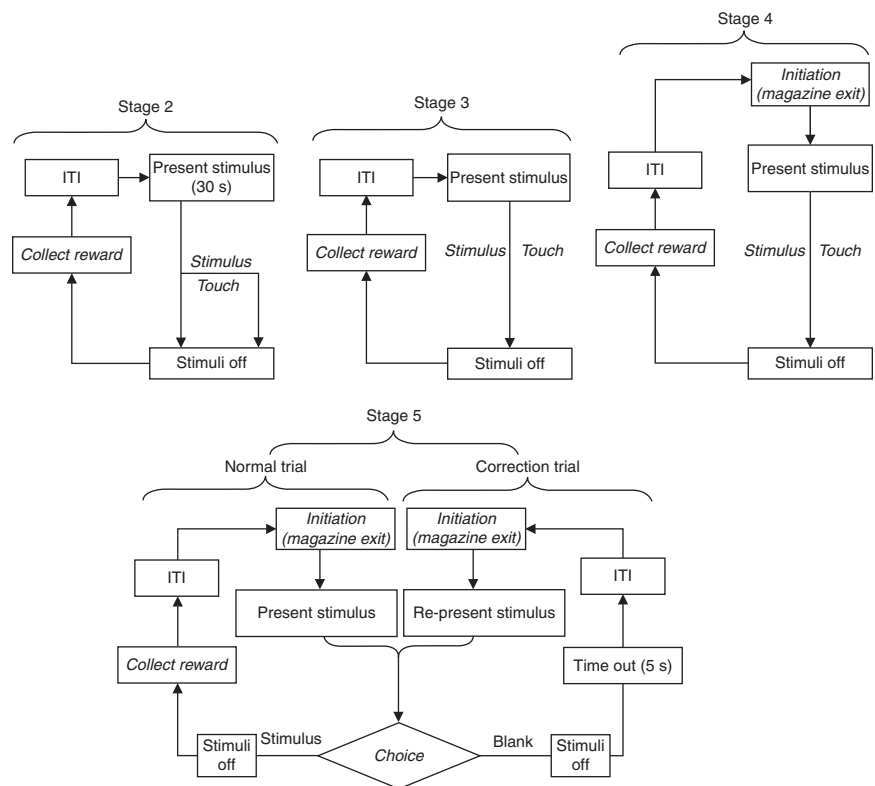 Stage 2
ITI
Present stimulus
(30 s)
Collect reward
Stimulus
Touch
Stimuli off
Stage 3
ITI
Present stimulus
Collect reward
Stimulus
Touch
Stimuli off
Stage 4
Initiation
(magazine exit)
ITI
Present stimulus
Collect reward
Stimulus
Touch
Stimuli off
Stage 5
Normal trial
Correction trial
Initiation
(magazine exit)
Initiation
(magazine exit)
ITI
ITI
Present stimulus
Re-present stimulus
Collect reward
Time out (5 s)
Stimuli
off
Stimulus
Choice
Blank
Stimuli
off